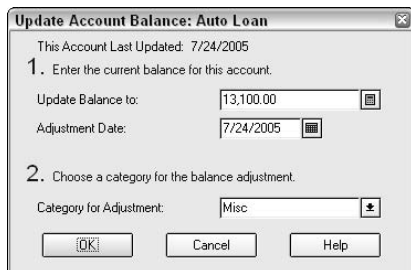 Update Account Balance: Auto Loan
This Account Last Updated: 7/24/2005
1. Enter the current balance for this account.
Update Balance to: 13,100.00
Adjustment Date: 7/24/2005
2. Choose a category for the balance adjustment.
Category for Adjustment: Misc
OK Cancel Help